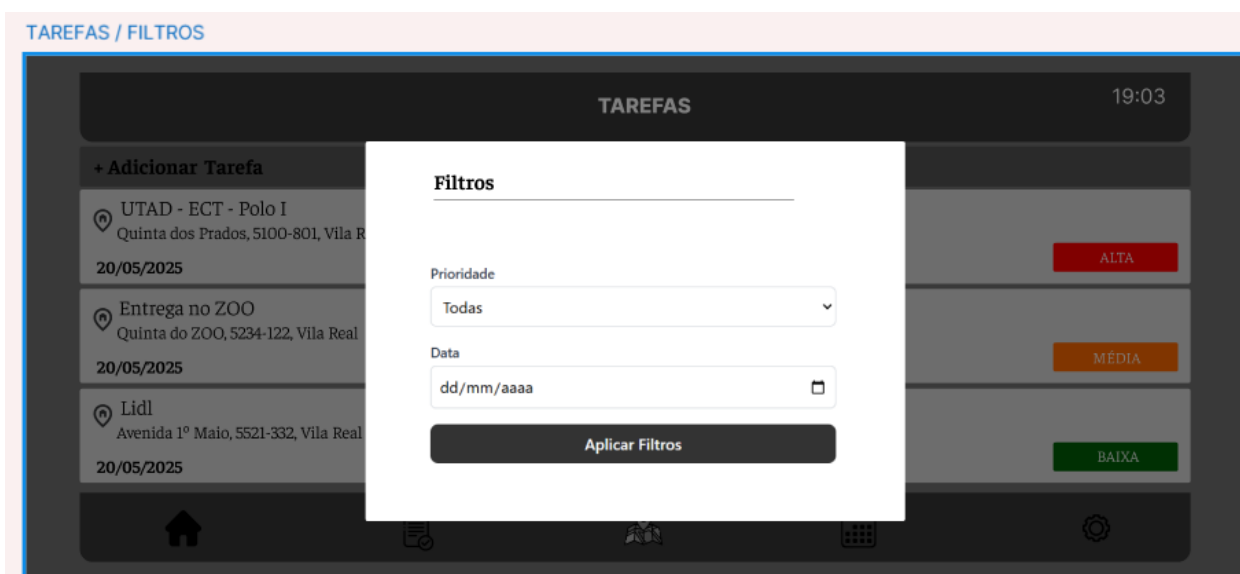 TAREFAS / FILTROS
TAREFAS
19:03
+ Adicionar Tarefa
UTAD - ECT - Polo I
Quinta dos Prados, 5100-801, Vila R
20/05/2025
ALTA
Entrega no ZOO
Quinta do ZOO, 5234-122, Vila Real
20/05/2025
MÉDIA
Lidl
Avenida 1º Maio, 5521-332, Vila Real
20/05/2025
BAIXA
Filtros
Prioridade
Todas
Data
dd/mm/aaaa
Aplicar Filtros